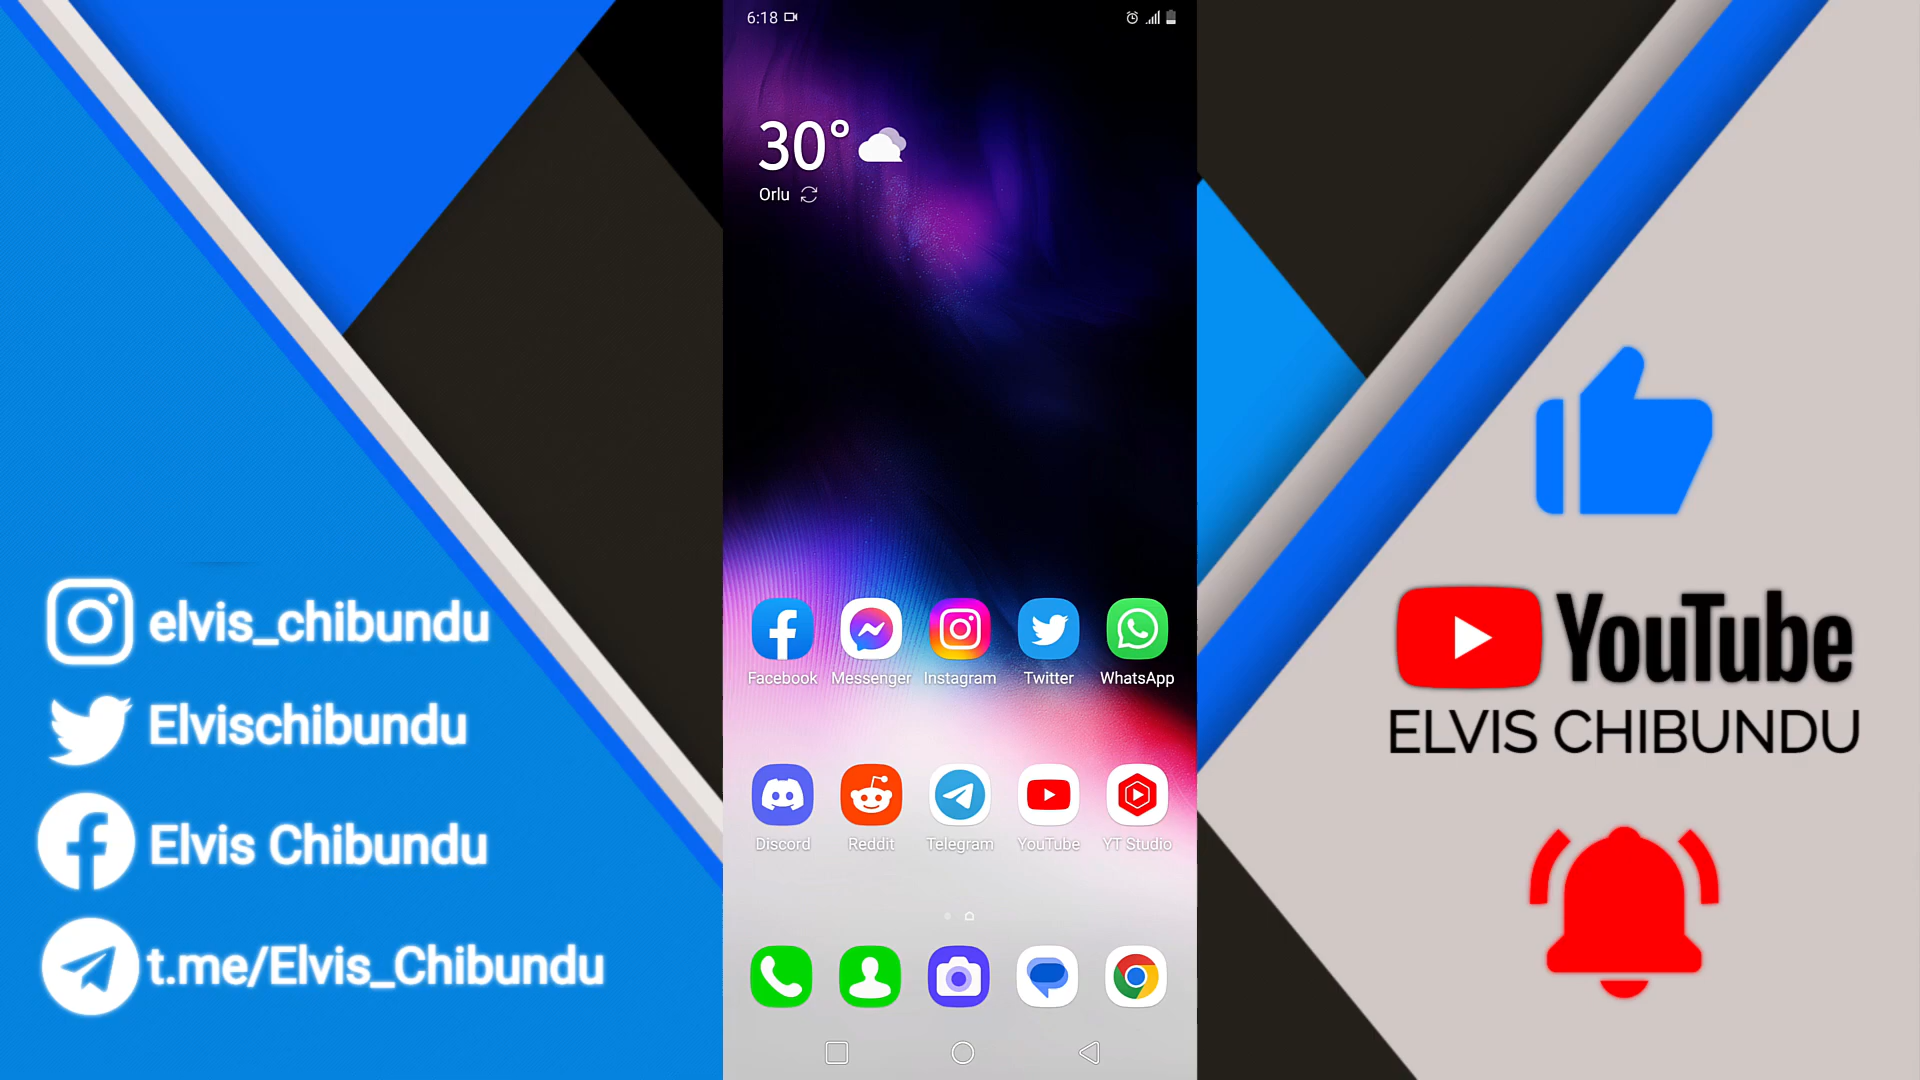 6:18
30°
Orlu
Facebook Messenger Instagram Twitter WhatsApp
Discord Reddit Telegram YouTube YT Studio
elvis_chibundu
Elvischibundu
Elvis Chibundu
t.me/Elvis_Chibundu
YouTube
ELVIS CHIBUNDU